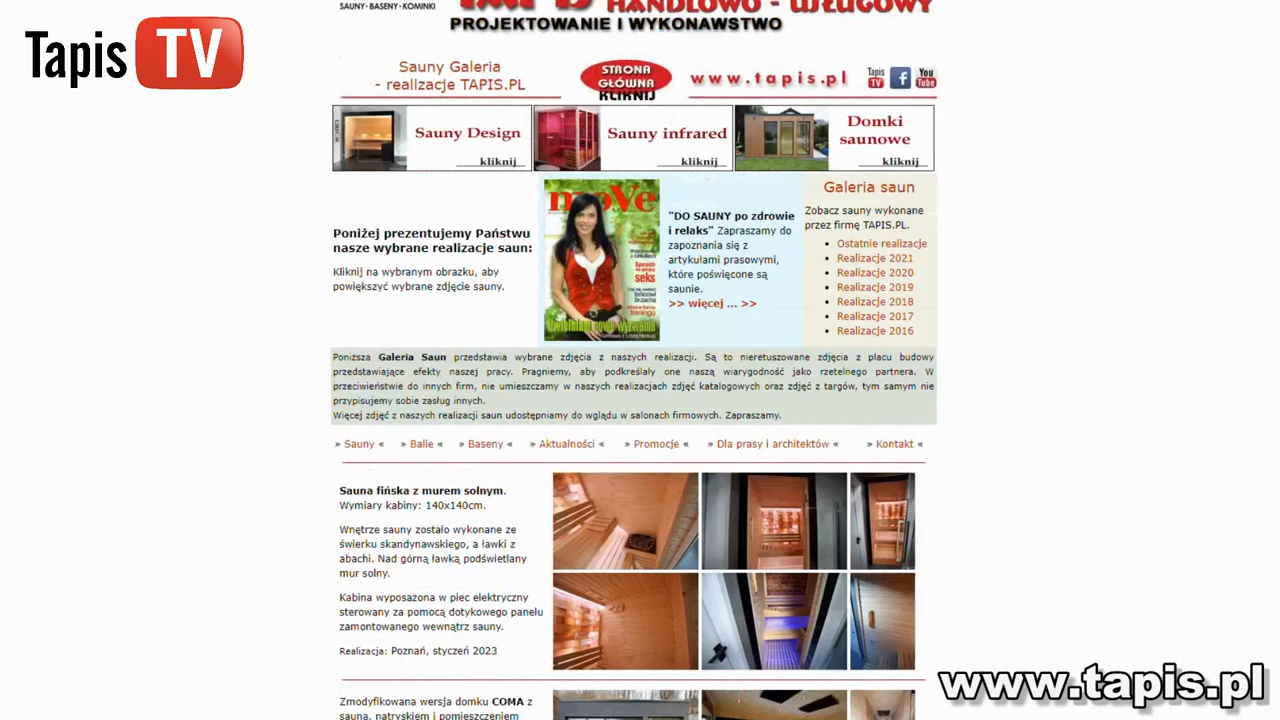 SAUNY·BASENY·KOMINKI
HANDLOWO - USŁUGOWY
PROJEKTOWANIE I WYKONAWSTWO
Tapis TV
Sauny Galeria
- realizacje TAPIS.PL
STRONA
GŁÓWNA
KLIKNIJ
www.tapis.pl
Tapis
TV
f
You
Tube
Sauny Design
kliknij
Sauny infrared
kliknij
Domki
saunowe
kliknij
Poniżej prezentujemy Państwu
nasze wybrane realizacje saun:
Kliknij na wybranym obrazku, aby
powiększyć wybrane zdjęcie sauny.
moVe
seks
"DO SAUNY po zdrowie
i relaks" Zapraszamy do
zapoznania się z
artykułami prasowymi,
które poświęcone są
saunie.
>> więcej ... >>
Galeria saun
Zobacz sauny wykonane
przez firmę TAPIS.PL.
• Ostatnie realizacje
• Realizacje 2021
• Realizacje 2020
• Realizacje 2019
• Realizacje 2018
• Realizacje 2017
• Realizacje 2016
Poniższa Galeria Saun przedstawia wybrane zdjęcia z naszych realizacji. Są to nieretuszowane zdjęcia z placu budowy
przedstawiające efekty naszej pracy. Pragniemy, aby podkreślały one naszą wiarygodność jako rzetelnego partnera. W
przeciwieństwie do innych firm, nie umieszczamy w naszych realizacjach zdjęć katalogowych oraz zdjęć z targów, tym samym nie
przypisujemy sobie zasług innych.
Więcej zdjęć z naszych realizacji saun udostępniamy do wglądu w salonach firmowych. Zapraszamy.
» Sauny « » Balie « » Baseny « » Aktualności « » Promocje « » Dla prasy i architektów « » Kontakt «
Sauna fińska z murem solnym.
Wymiary kabiny: 140x140cm.
Wnętrze sauny zostało wykonane ze
świerku skandynawskiego, a ławki z
abachi. Nad górną ławką podświetlany
mur solny.
Kabina wyposażona w piec elektryczny
sterowany za pomocą dotykowego panelu
zamontowanego wewnątrz sauny.
Realizacja: Poznań, styczeń 2023
Zmodyfikowana wersja domku COMA z
sauną, natryskiem i pomieszczeniem
www.tapis.pl